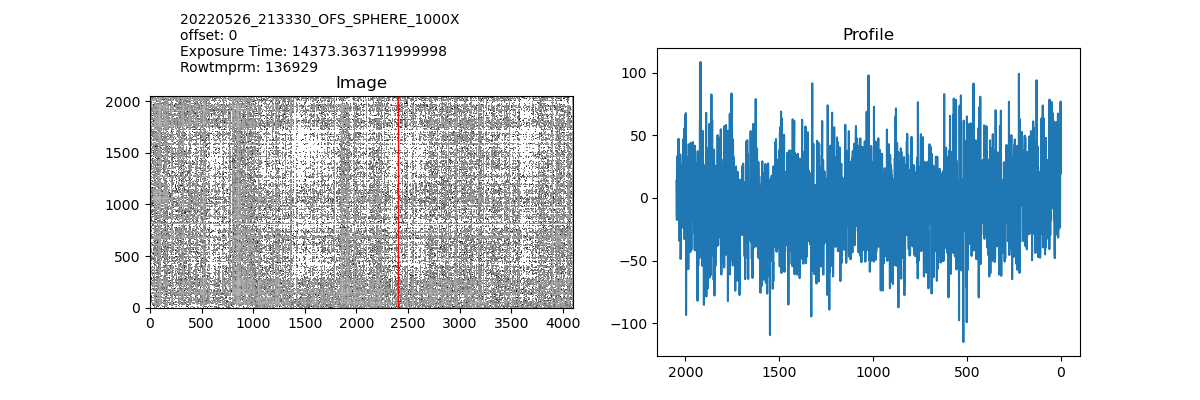 20220526_213330_OFS_SPHERE_1000X
offset: 0
Exposure Time: 14373.363711999998
Rowtmprm: 136929
Image
2000
1500
1000
500
0
0 500 1000 1500 2000 2500 3000 3500 4000
Profile
100
50
0
−50
−100
2000 1500 1000 500 0